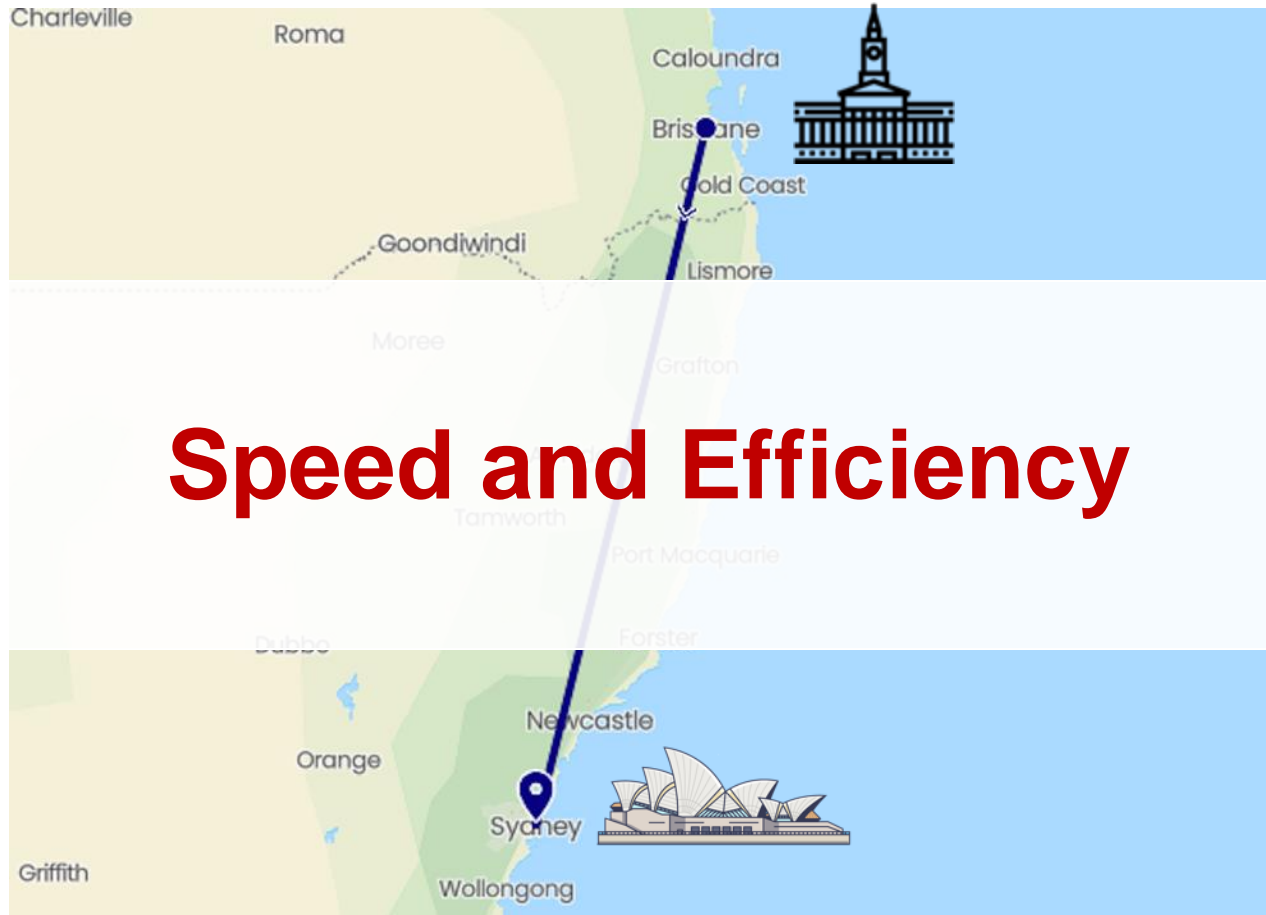 Charleville
Roma
Caloundra
Brisbane
Gold Coast
Goondiwindi
Lismore
Moree
Grafton
Speed and Efficiency
Tamworth
Port Macquarie
Forster
Dubbo
Newcastle
Orange
Sydney
Griffith
Wollongong